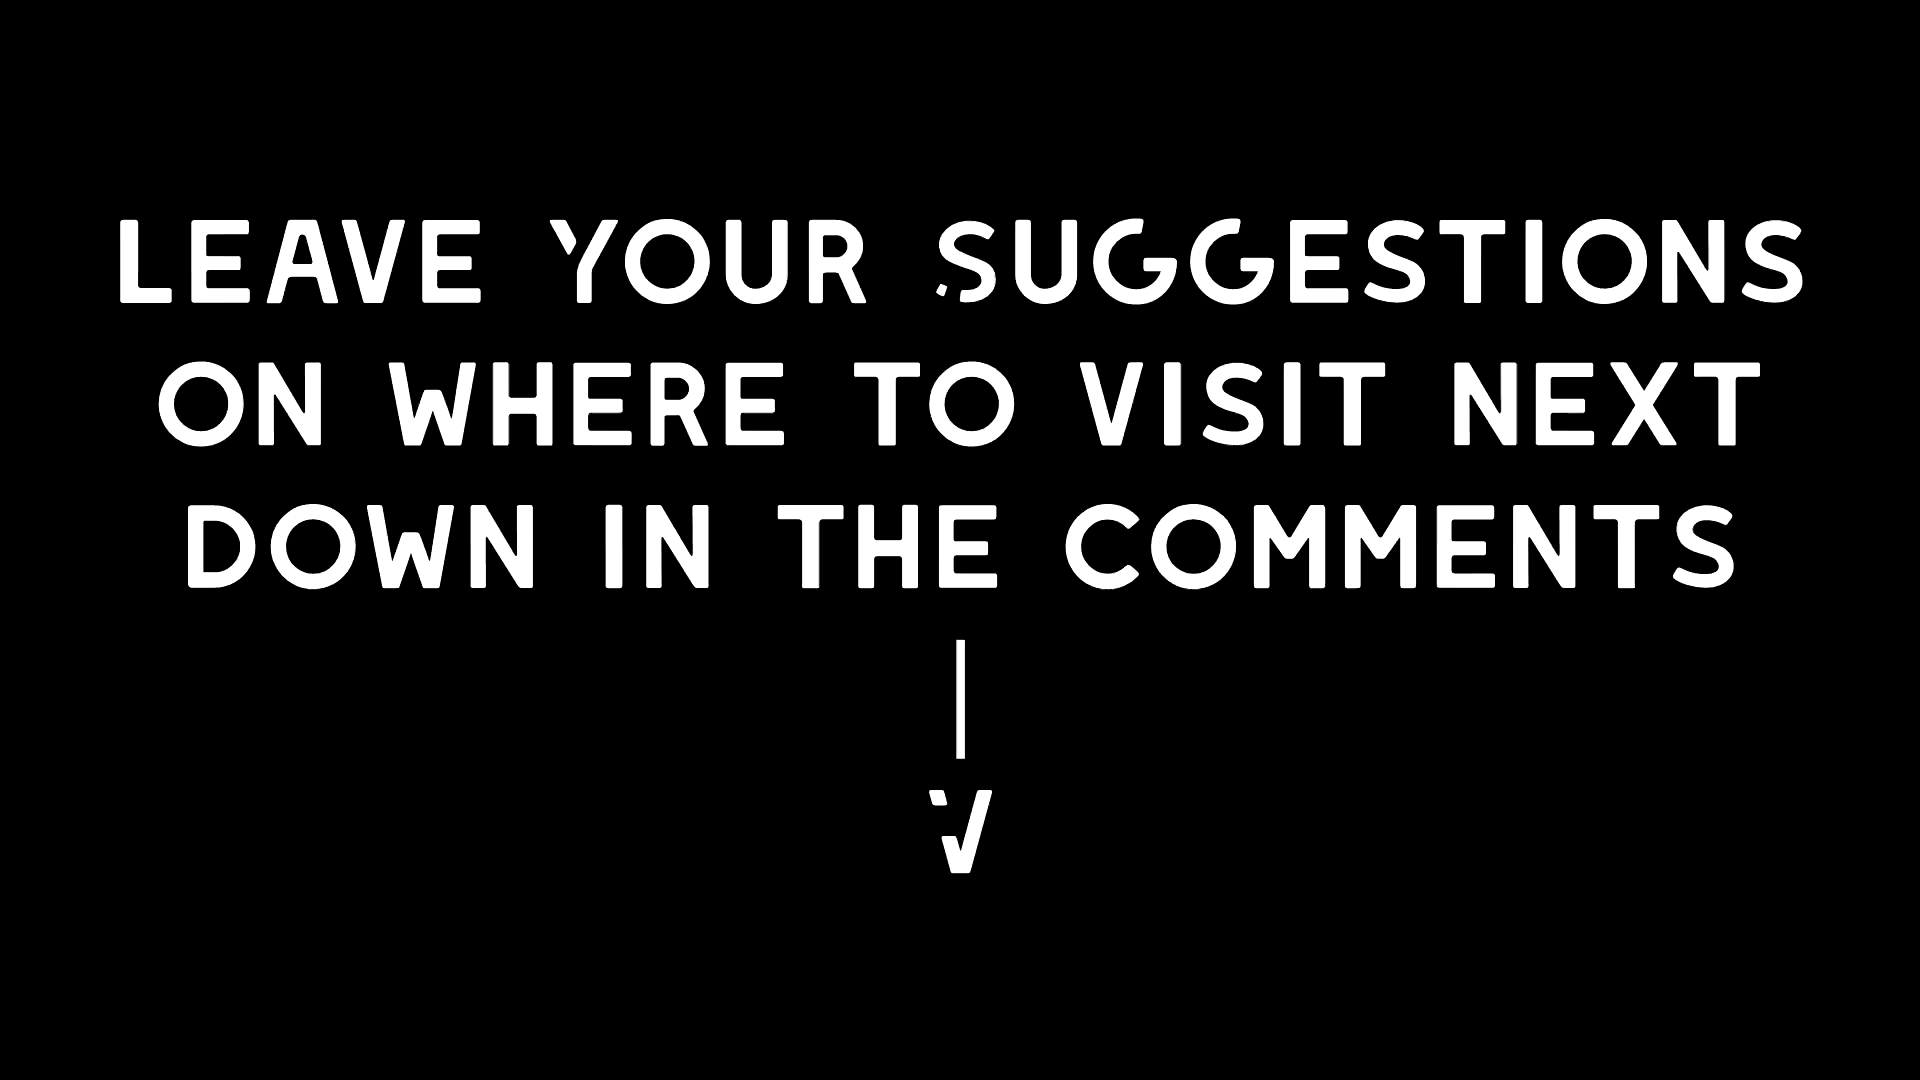 LEAVE YOUR SUGGESTIONS
ON WHERE TO VISIT NEXT
DOWN IN THE COMMENTS
|
V